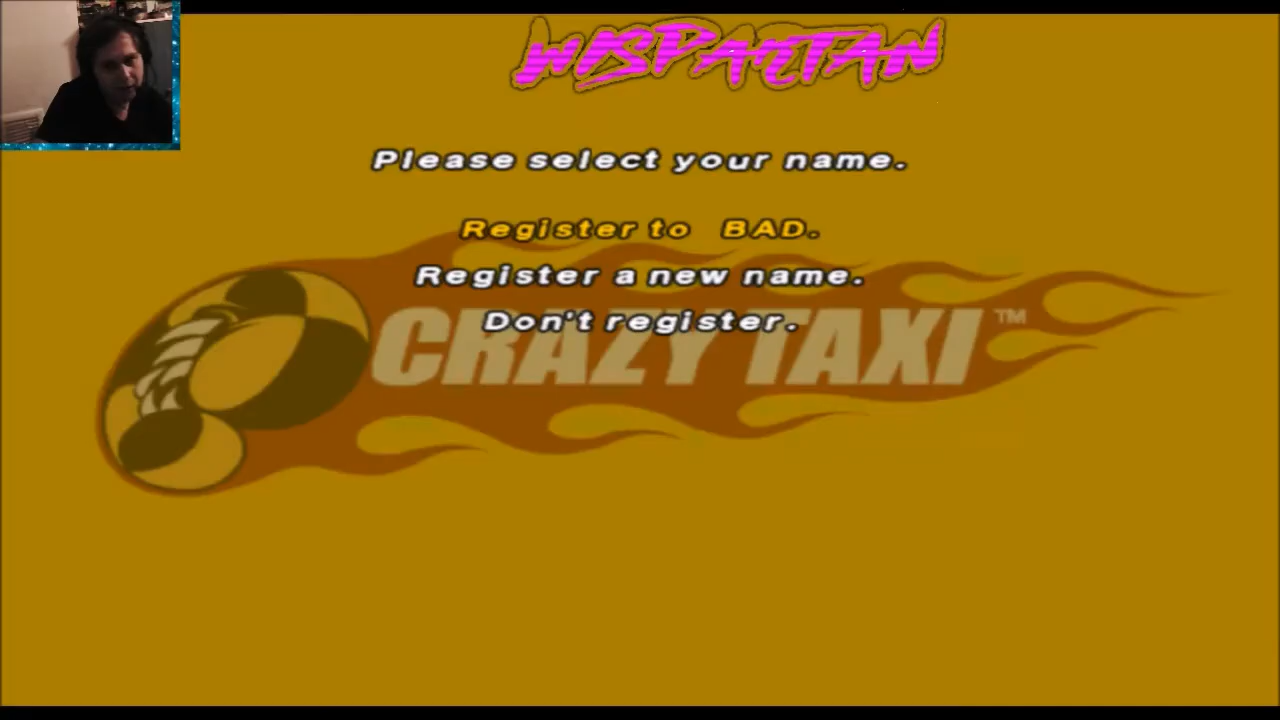 WISPARTAN
Please select your name.
Register to BAD.
Register a new name.
Don't register.
CRAZY TAXI™